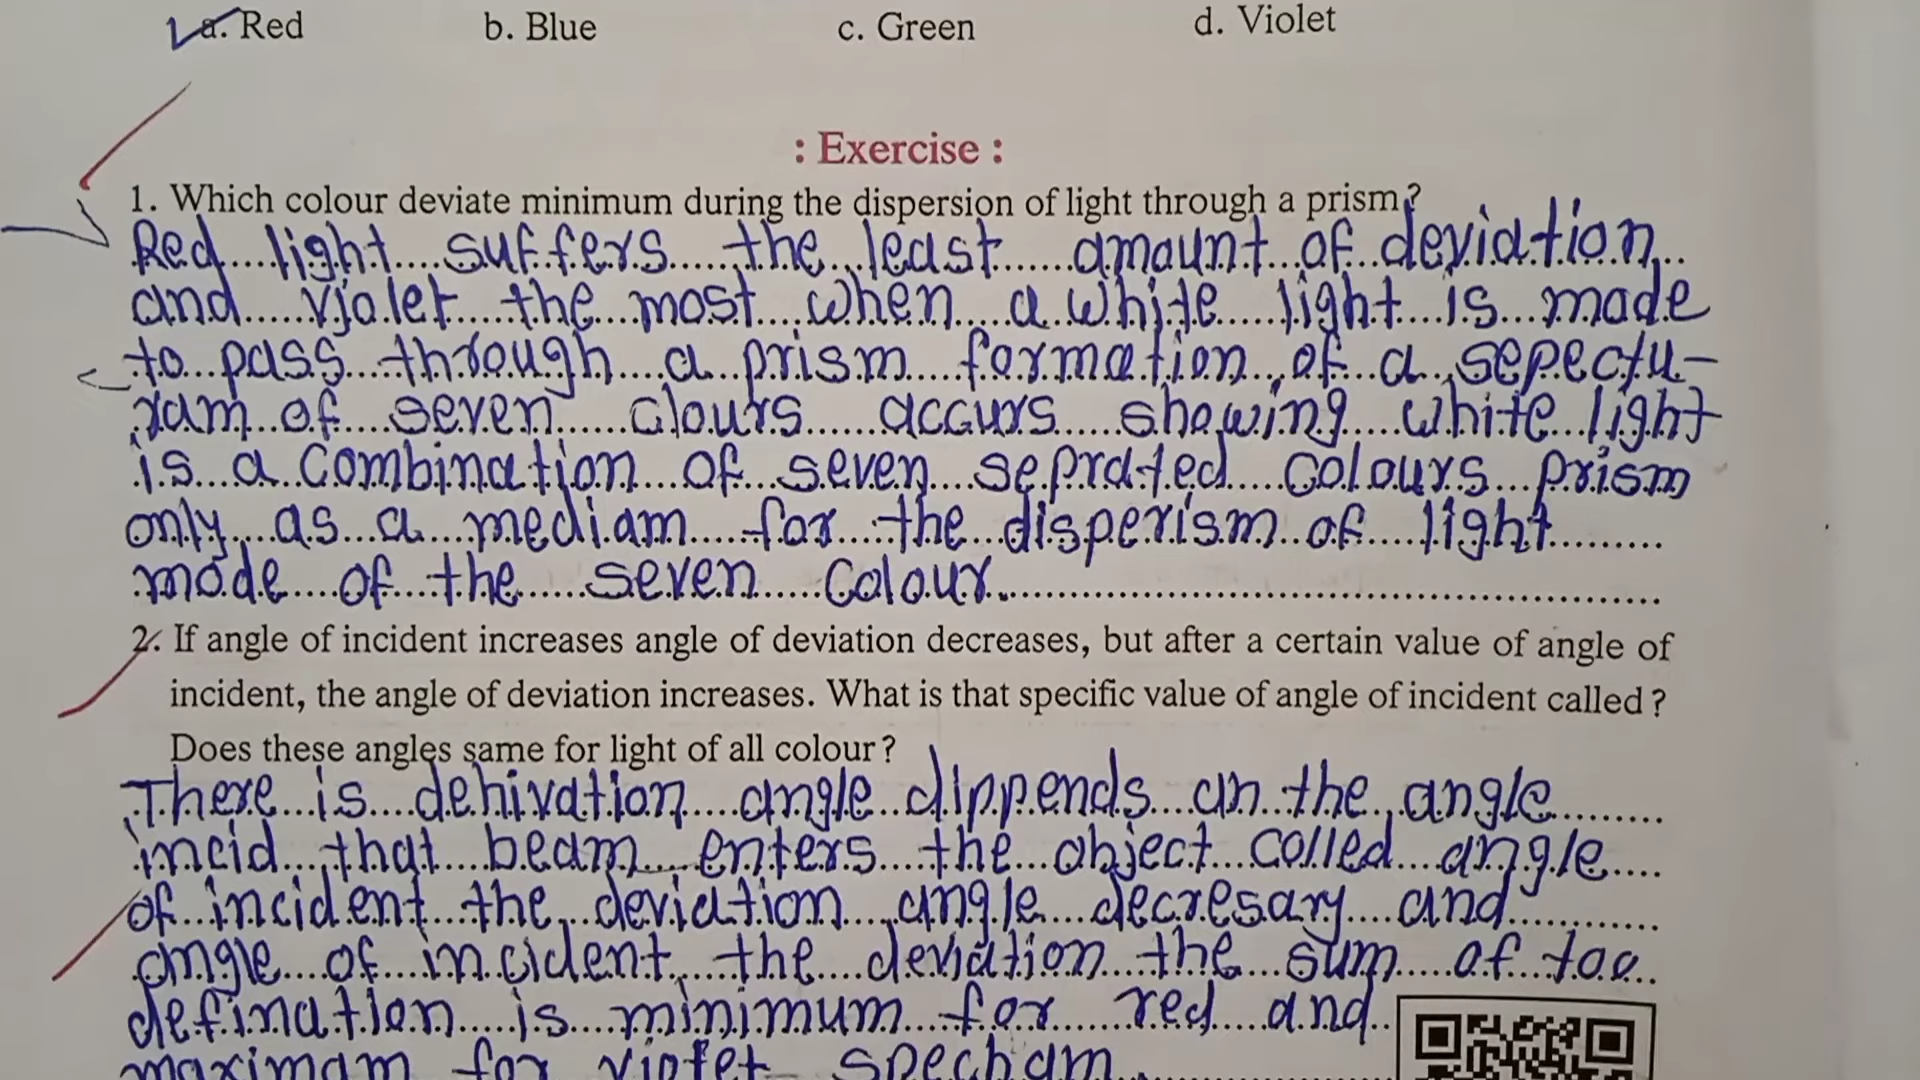 a. Red b. Blue c. Green d. Violet
: Exercise :
1. Which colour deviate minimum during the dispersion of light through a prism?
Red light suffers the least amount of deviation
and violet the most when a white light is made
to pass through a prism formation of a sepectu-
ram of seven clours accurs showing white light
is a combination of seven seprated colours prism
only as a mediam for the disperism of light
made of the seven colour.
2. If angle of incident increases angle of deviation decreases, but after a certain value of angle of
incident, the angle of deviation increases. What is that specific value of angle of incident called?
Does these angles same for light of all colour?
There is dehivation angle dippends an the angle
incid that beam enters the object called angle
of incident the deviation angle decresary and
angle of incident the deviation the sum of too
defination is minimum for red and
maximam for violet specham